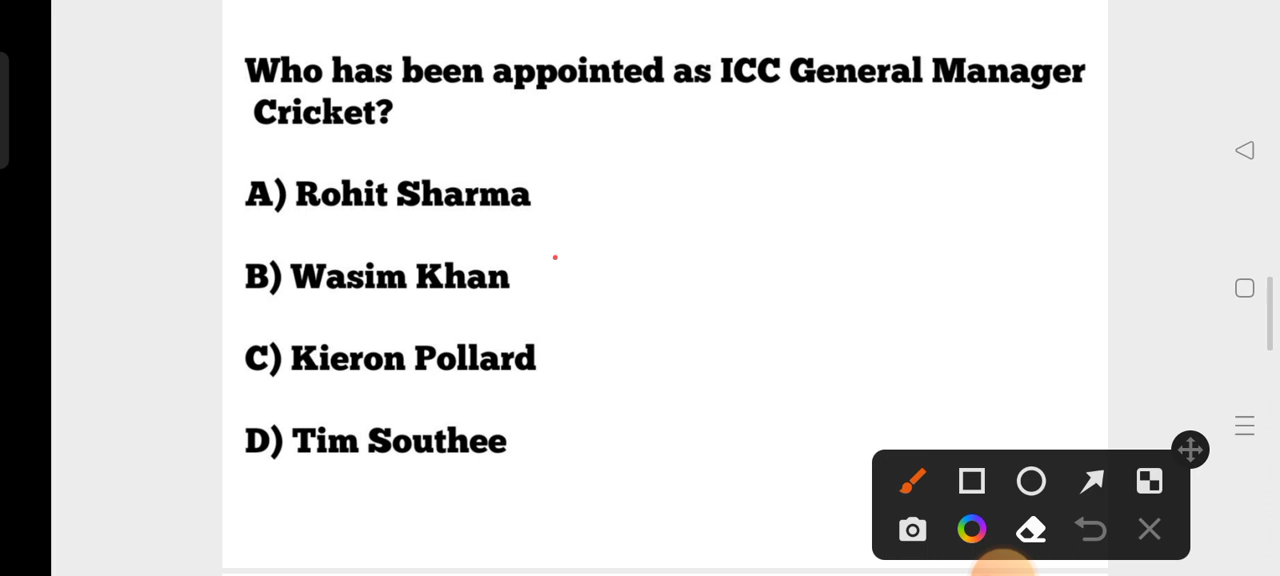 Who has been appointed as ICC General Manager
Cricket?
A) Rohit Sharma
B) Wasim Khan
C) Kieron Pollard
D) Tim Southee